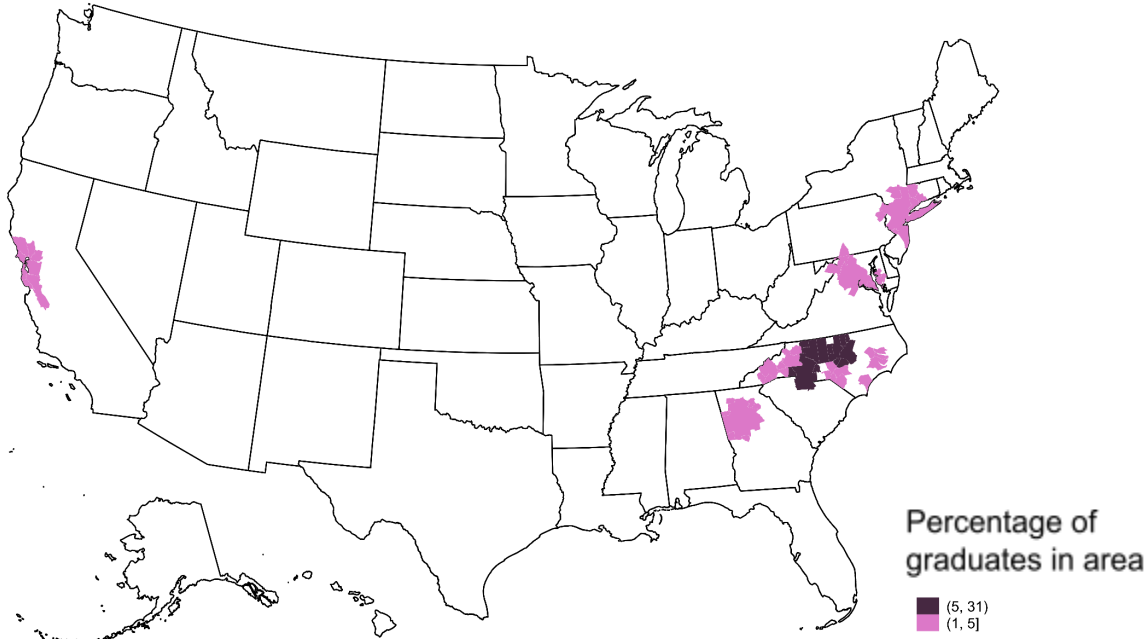 Percentage of
graduates in area
(5, 31)
(1, 5]